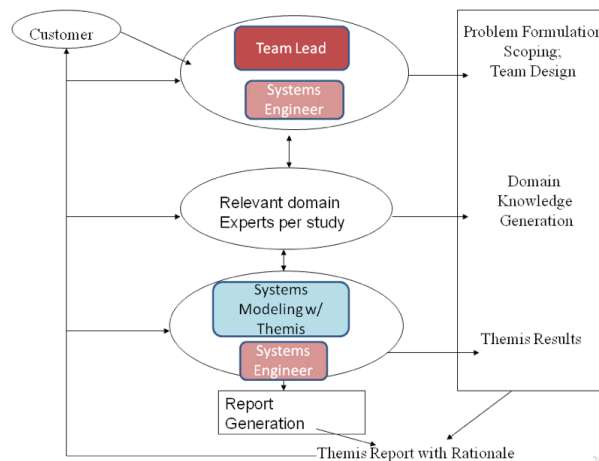 Customer
Team Lead
Systems
Engineer
Problem Formulation
Scoping;
Team Design
Relevant domain
Experts per study
Domain
Knowledge
Generation
Systems
Modeling w/
Themis
Systems
Engineer
Themis Results
Report
Generation
Themis Report with Rationale